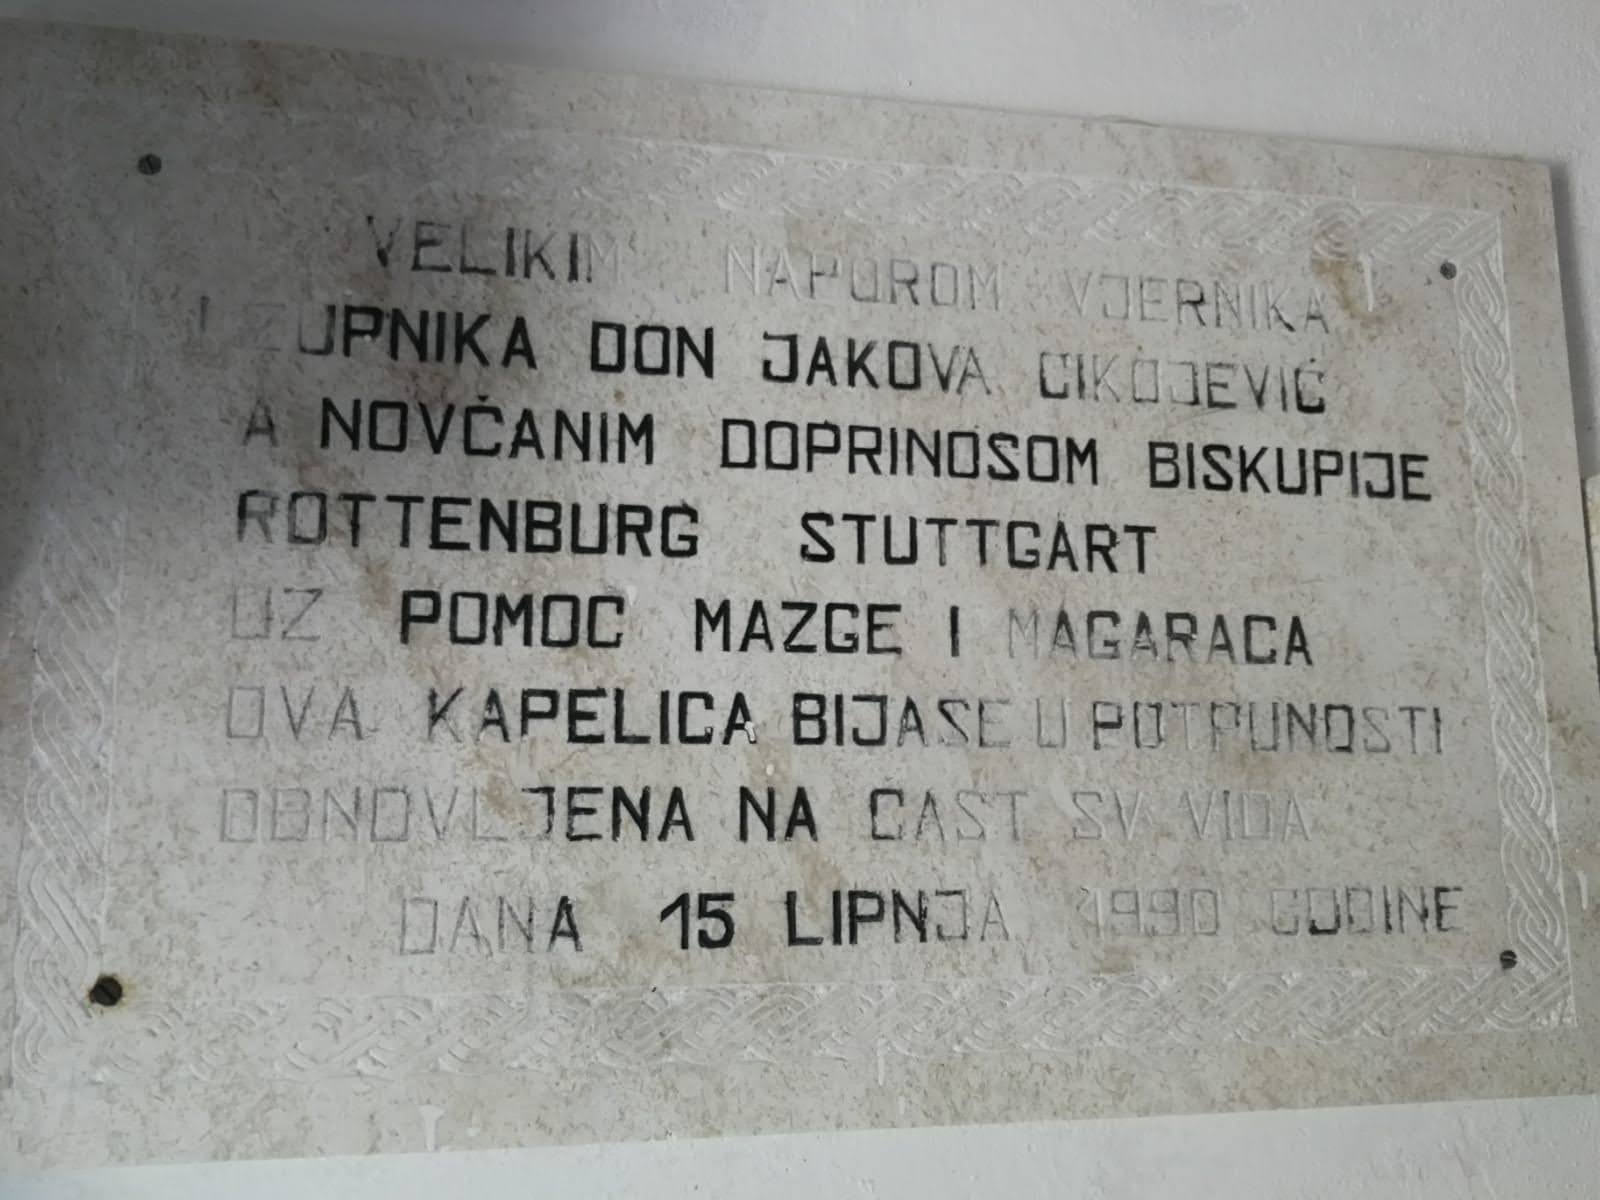 VELIKIM NAPOROM VJERNIKA
I ŽUPNIKA DON JAKOVA CIKOJEVIĆ
A NOVČANIM DOPRINOSOM BISKUPIJE
ROTTENBURG STUTTGART
UZ POMOC MAZGE I MAGARACA
OVA KAPELICA BIJASE U POTPUNOSTI
OBNOVLJENA NA CAST SV VIDA
DANA 15 LIPNJA 1990 GODINE